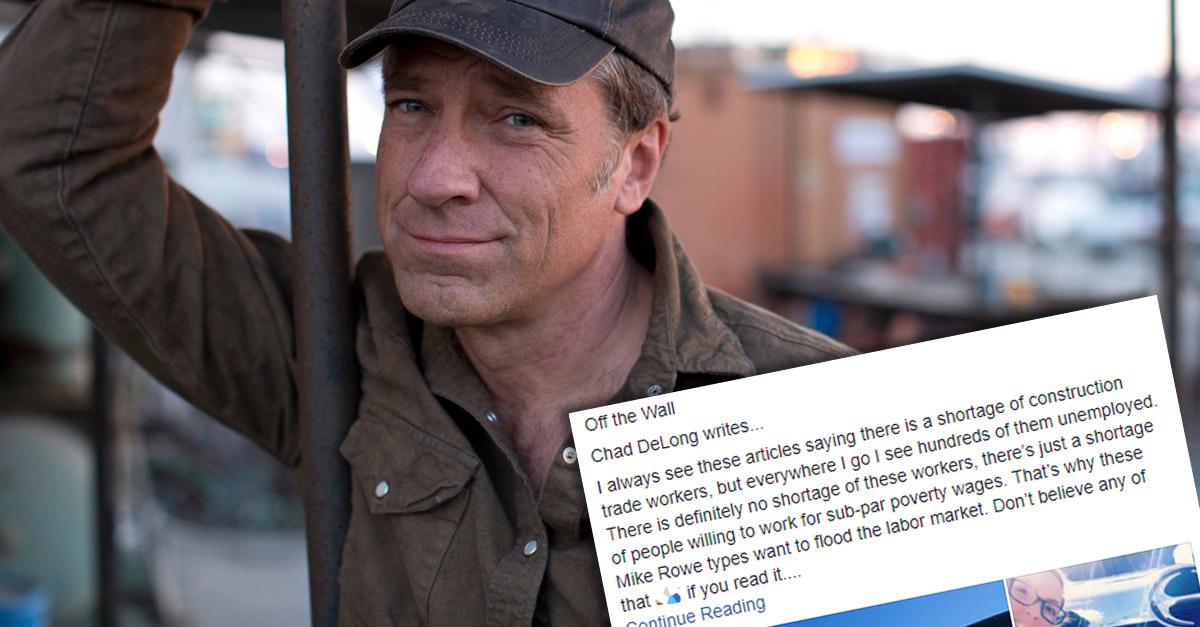 Off the Wall
Chad DeLong writes...
I always see these articles saying there is a shortage of construction
trade workers, but everywhere I go I see hundreds of them unemployed.
There is definitely no shortage of these workers, there's just a shortage
of people willing to work for sub-par poverty wages. That's why these
Mike Rowe types want to flood the labor market. Don't believe any of
that if you read it....
Continue Reading